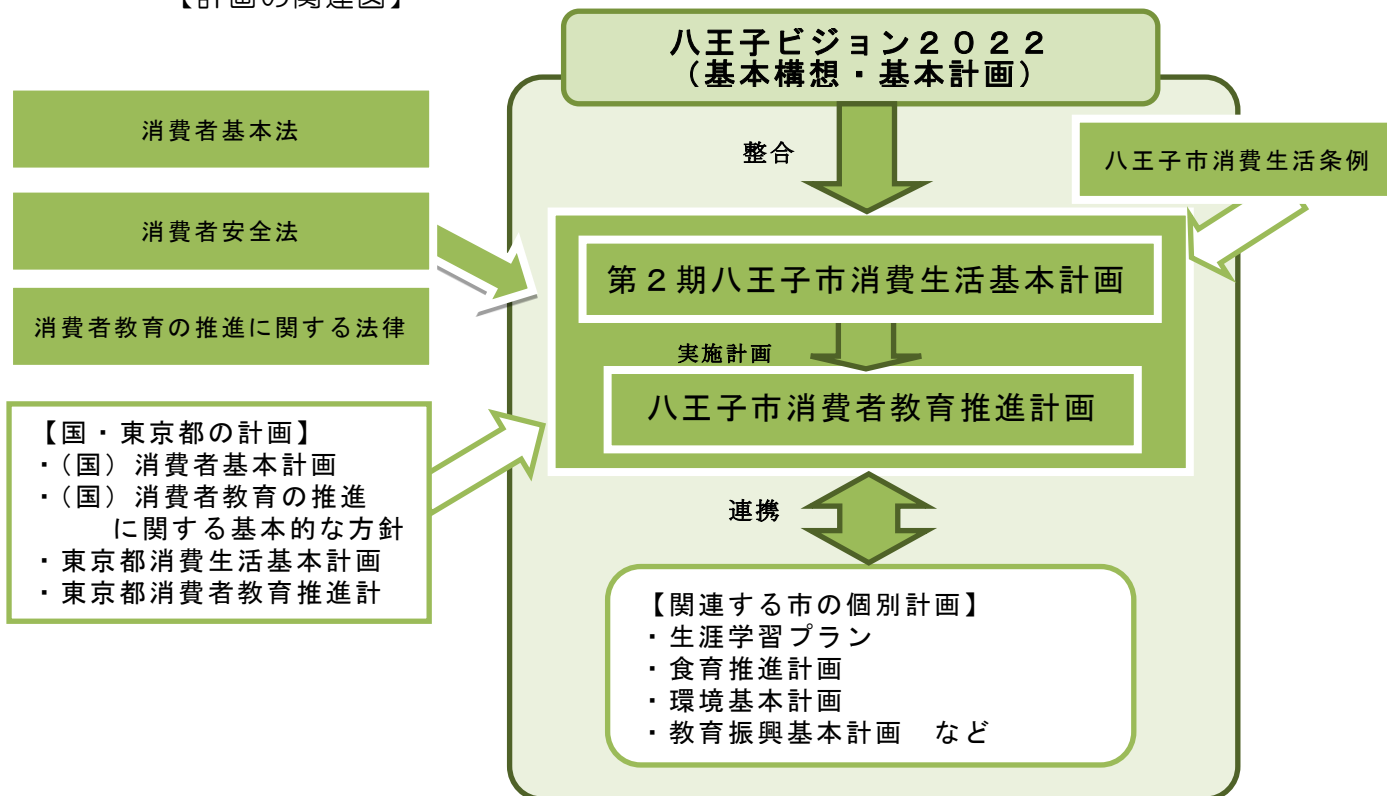 【計画の関連図】
八王子ビジョン２０２２
（基本構想・基本計画）
消費者基本法
整合
八王子市消費生活条例
消費者安全法
第２期八王子市消費生活基本計画
消費者教育の推進に関する法律
実施計画
八王子市消費者教育推進計画
【国・東京都の計画】
・（国）消費者基本計画
・（国）消費者教育の推進
に関する基本的な方針
・東京都消費生活基本計画
・東京都消費者教育推進計
連携
【関連する市の個別計画】
・生涯学習プラン
・食育推進計画
・環境基本計画
・教育振興基本計画　など